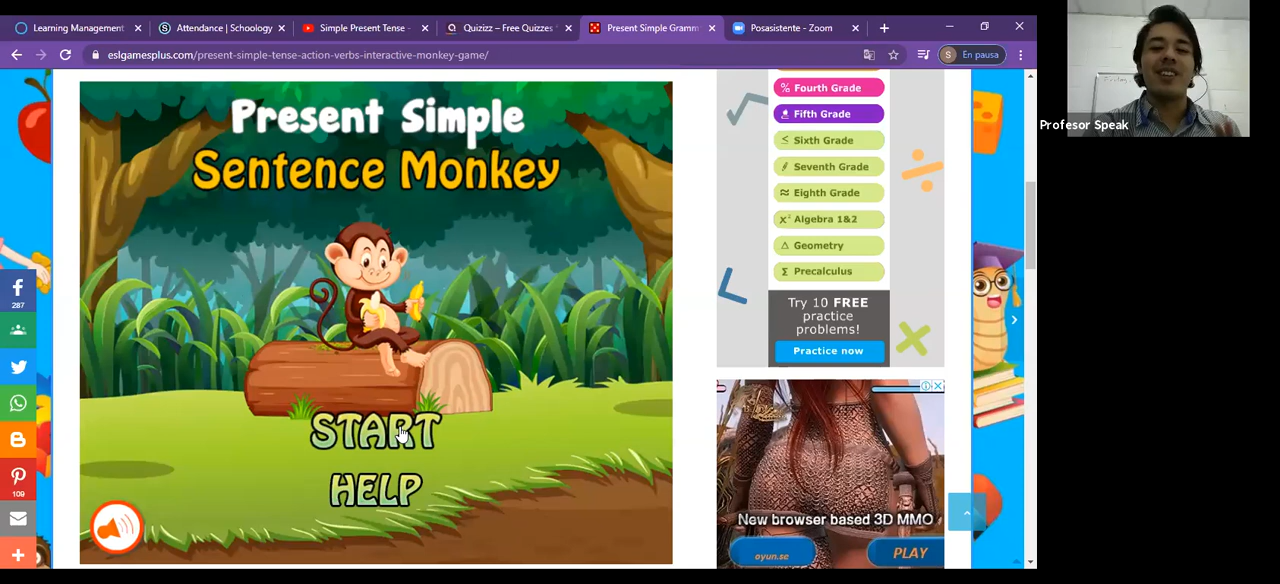 Learning Management
Attendance | Schoology
Simple Present Tense -
Quizizz – Free Quizzes
Present Simple Gramm
Posasistente - Zoom
eslgamesplus.com/present-simple-tense-action-verbs-interactive-monkey-game/
S
En pausa
Present Simple
Sentence Monkey
START
HELP
287
109
Fourth Grade
Fifth Grade
Sixth Grade
Seventh Grade
Eighth Grade
Algebra 1&2
Geometry
Precalculus
Try 10 FREE
practice
problems!
Practice now
New browser based 3D MMO
oyun.se
PLAY
Profesor Speak